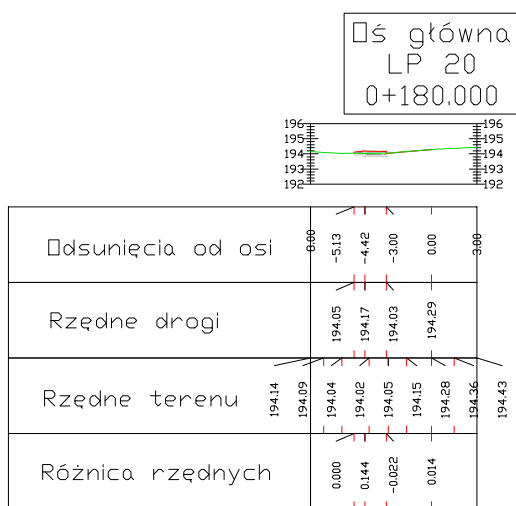 Oś główna
LP 20
0+180.000
196 196
195 195
194 194
193 193
192 192
Odsunięcia od osi 8.00 -5.13 -4.42 -3.00 0.00 3.00
Rzędne drogi 194.05 194.17 194.03 194.29
Rzędne terenu 194.14 194.09 194.04 194.02 194.05 194.15 194.28 194.36 194.43
Różnica rzędnych 0.000 0.144 -0.022 0.014